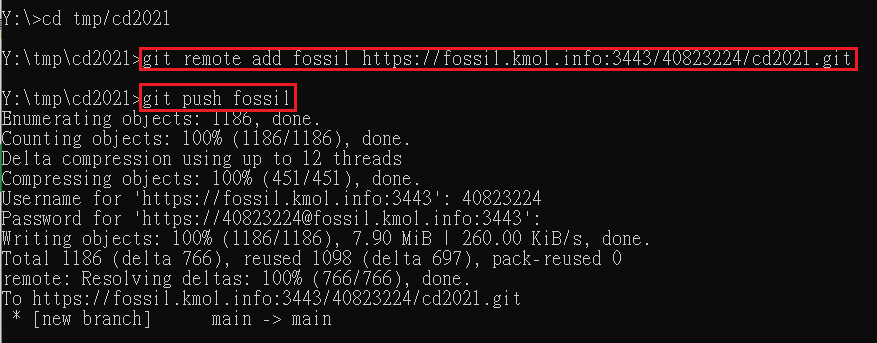 Y:\>cd tmp/cd2021
Y:\tmp\cd2021>git remote add fossil https://fossil.kmol.info:3443/40823224/cd2021.git
Y:\tmp\cd2021>git push fossil
Enumerating objects: 1186, done.
Counting objects: 100% (1186/1186), done.
Delta compression using up to 12 threads
Compressing objects: 100% (451/451), done.
Username for 'https://fossil.kmol.info:3443': 40823224
Password for 'https://40823224@fossil.kmol.info:3443':
Writing objects: 100% (1186/1186), 7.90 MiB | 260.00 KiB/s, done.
Total 1186 (delta 766), reused 1098 (delta 697), pack-reused 0
remote: Resolving deltas: 100% (766/766), done.
To https://fossil.kmol.info:3443/40823224/cd2021.git
 * [new branch]      main -> main